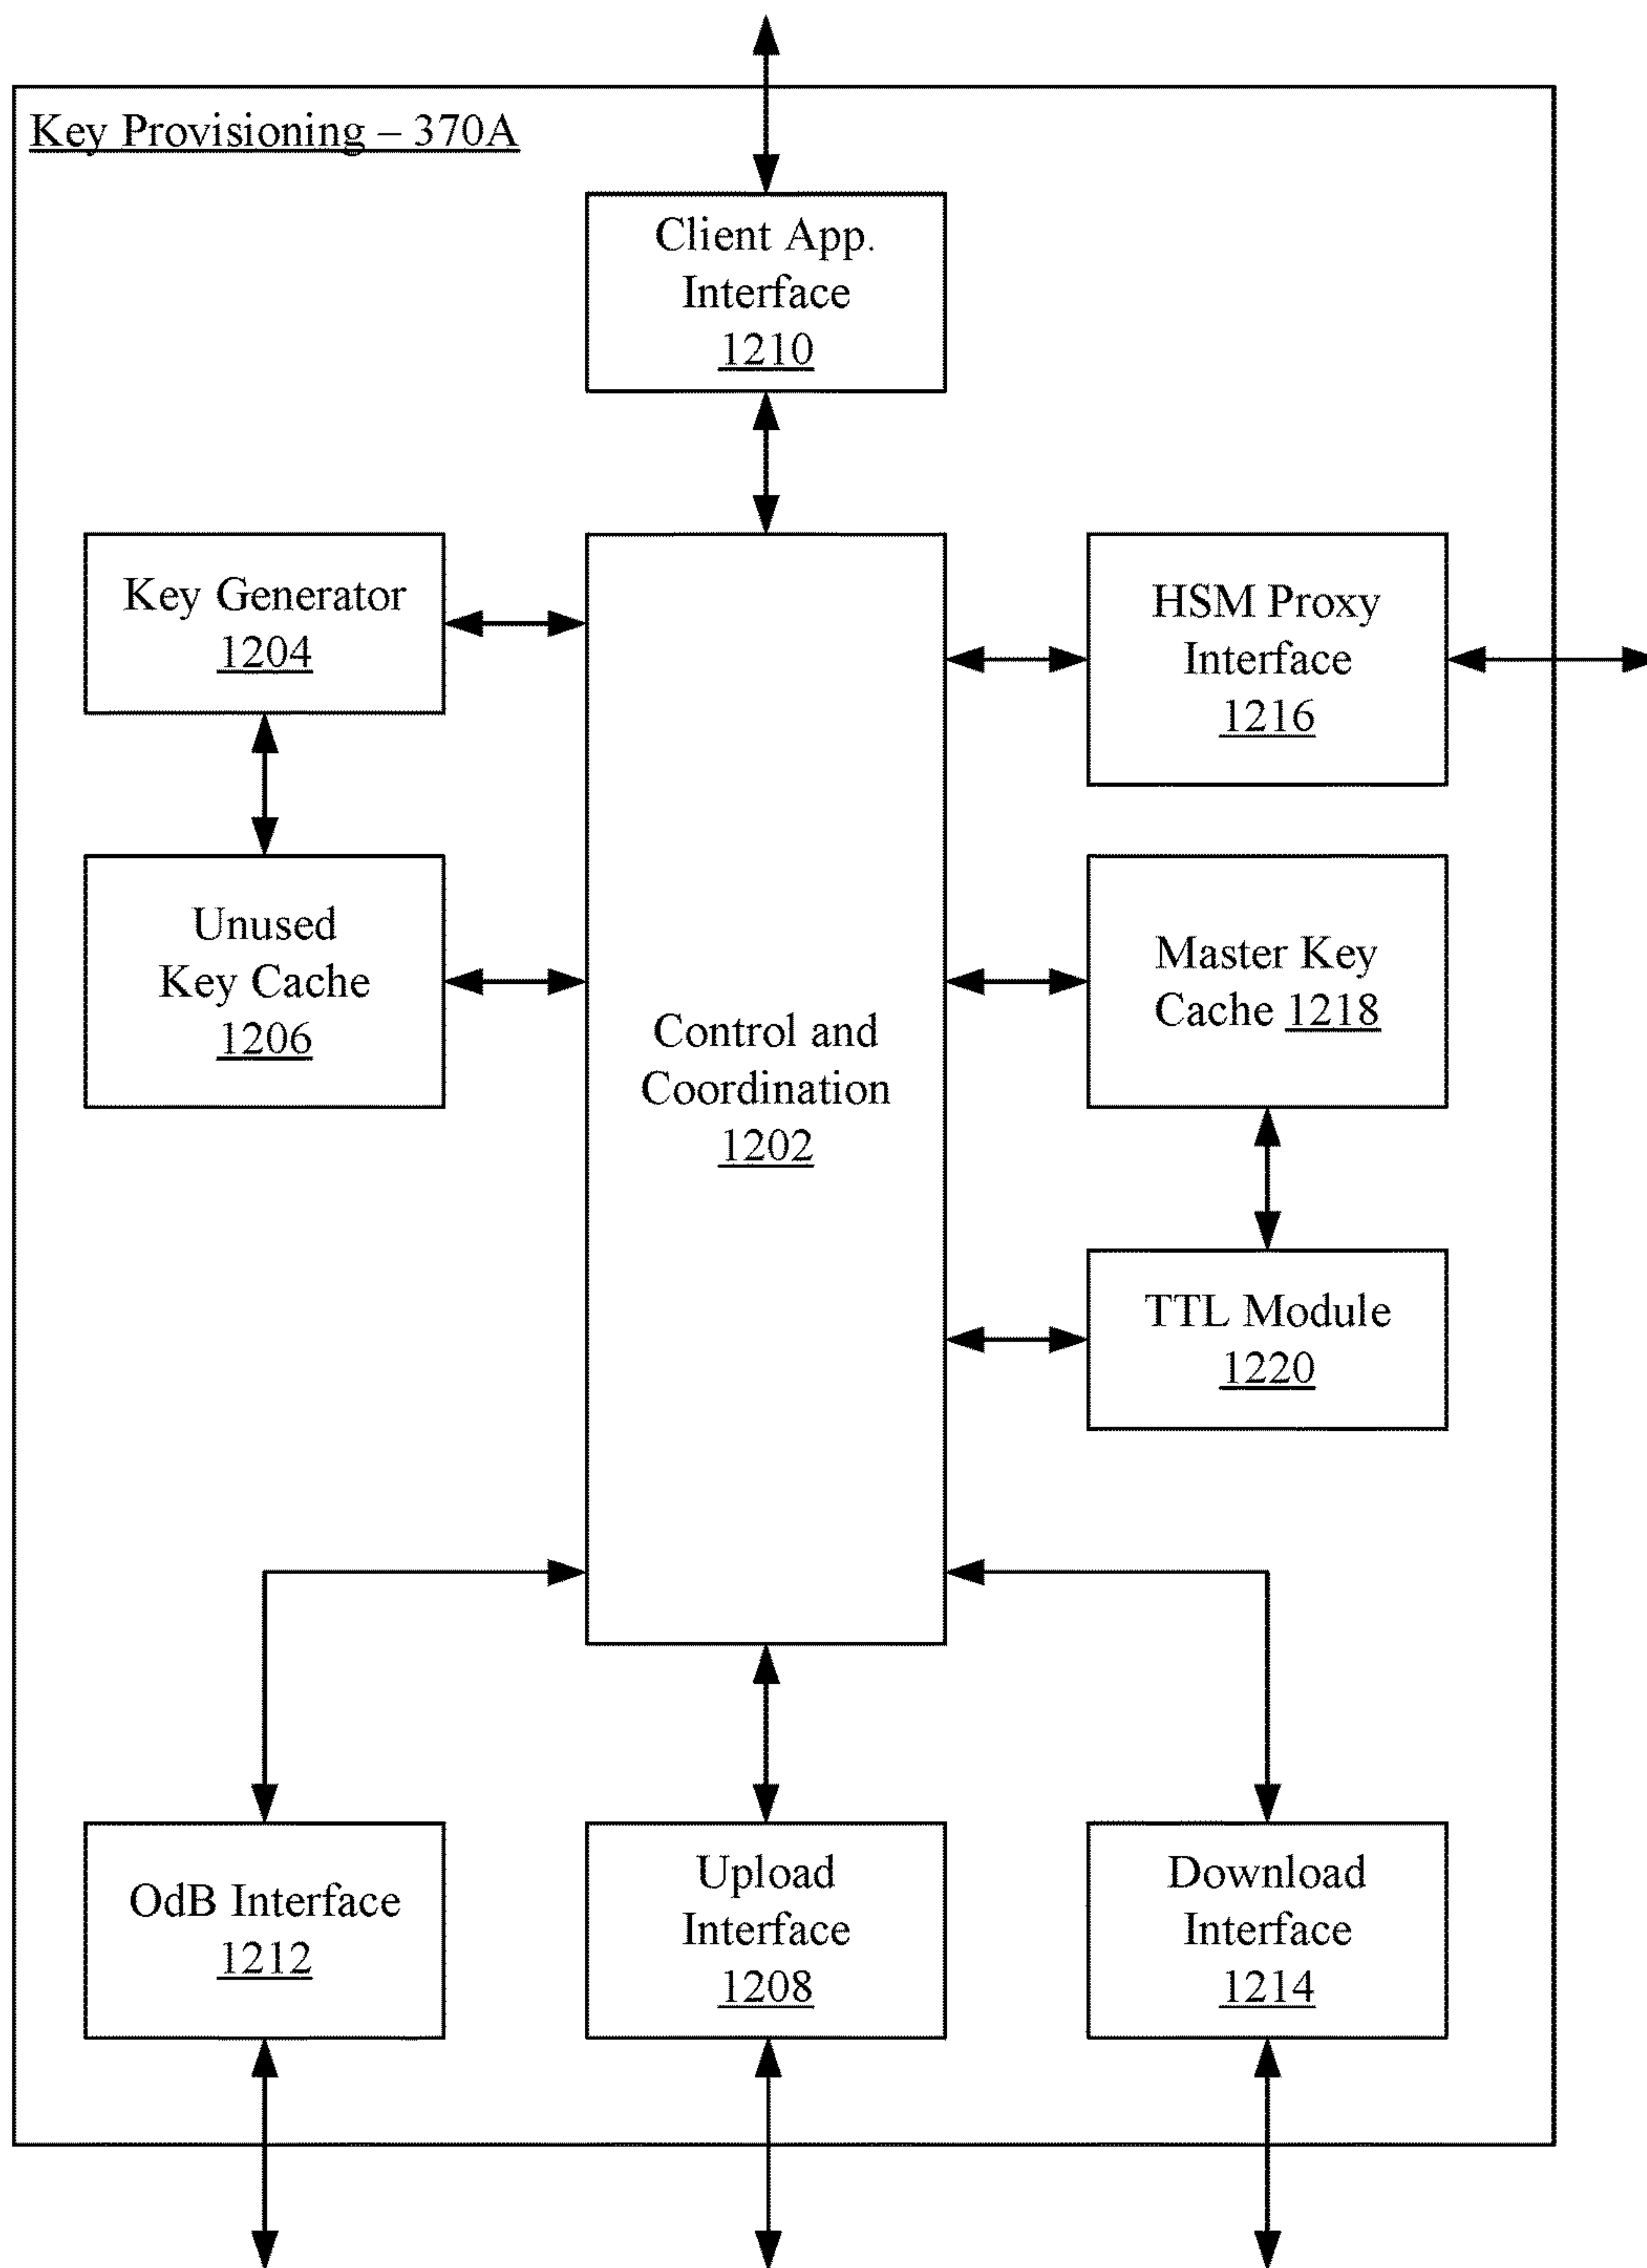 Key Provisioning – 370A
Client App.
Interface
1210
Key Generator
1204
HSM Proxy
Interface
1216
Unused
Key Cache
1206
Master Key
Cache 1218
Control and
Coordination
1202
TTL Module
1220
OdB Interface
1212
Upload
Interface
1208
Download
Interface
1214